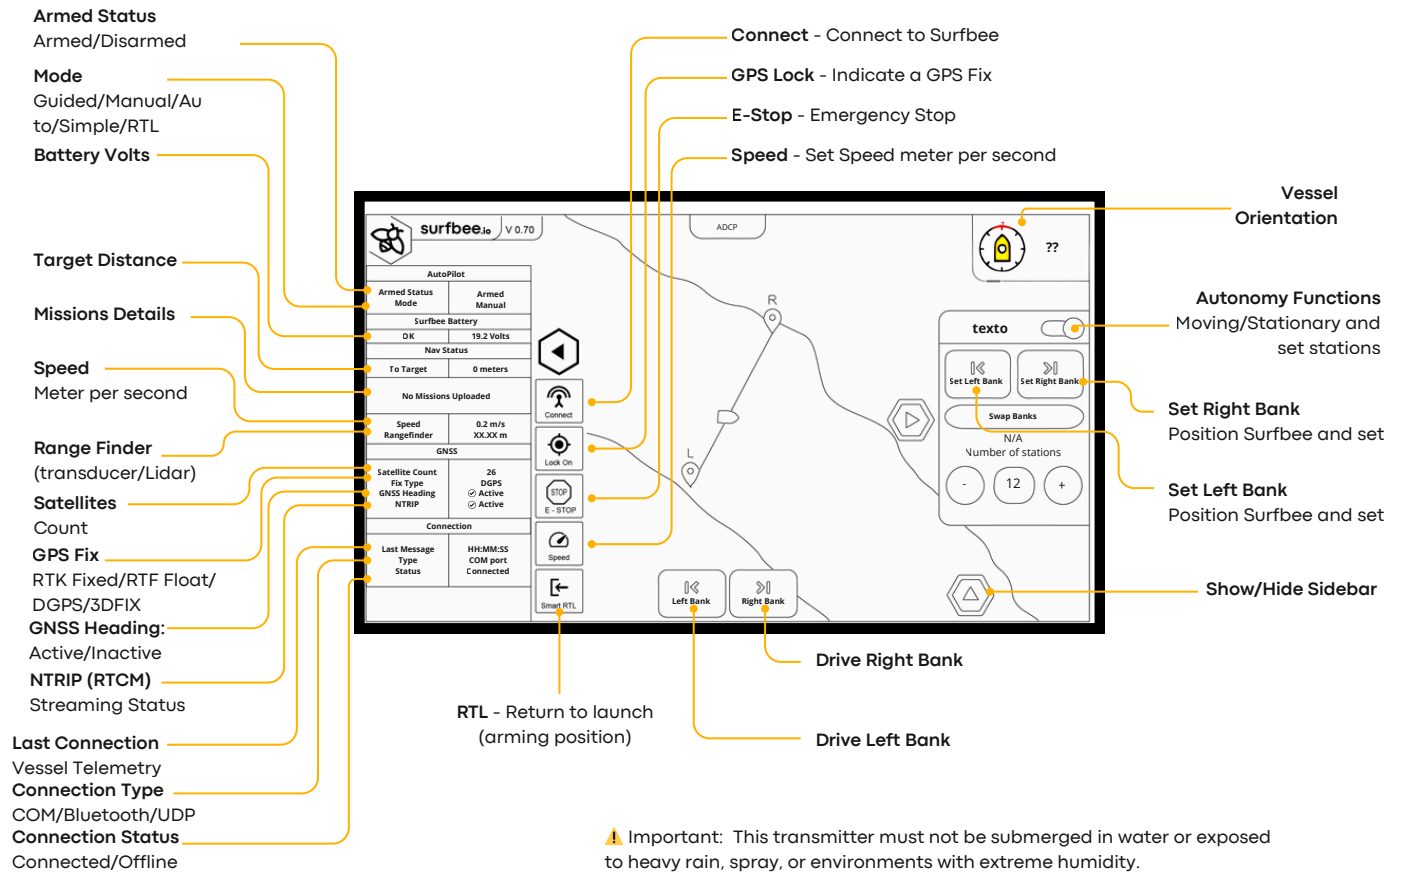 Armed Status
Armed/Disarmed
Mode
Guided/Manual/Au
to/Simple/RTL
Battery Volts
Target Distance
Missions Details
Speed
Meter per second
Range Finder
(transducer/Lidar)
Satellites
Count
GPS Fix
RTK Fixed/RTF Float/
DGPS/3DFIX
GNSS Heading:
Active/Inactive
NTRIP (RTCM)
Streaming Status
Last Connection
Vessel Telemetry
Connection Type
COM/Bluetooth/UDP
Connection Status
Connected/Offline
Connect - Connect to Surfbee
GPS Lock - Indicate a GPS Fix
E-Stop - Emergency Stop
Speed - Set Speed meter per second
surfbee.io V 0.70
ADCP
??
AutoPilot
Armed Status Armed
Mode Manual
Surfbee Battery
OK 19.2 Volts
Nav Status
To Target 0 meters
No Missions Uploaded
Speed 0.2 m/s
Rangefinder XX.XX m
GNSS
Satellite Count 26
Fix Type DGPS
GNSS Heading Active
NTRIP Active
Connection
Last Message HH:MM:SS
Type COM port
Status Connected
Connect
Lock On
STOP
E - STOP
Speed
Smart RTL
R
L
Left Bank
Right Bank
texto
Set Left Bank
Set Right Bank
Swap Banks
N/A
Number of stations
- 12 +
Vessel
Orientation
Autonomy Functions
Moving/Stationary and
set stations
Set Right Bank
Position Surfbee and set
Set Left Bank
Position Surfbee and set
Show/Hide Sidebar
Drive Right Bank
Drive Left Bank
RTL - Return to launch
(arming position)
Important: This transmitter must not be submerged in water or exposed
to heavy rain, spray, or environments with extreme humidity.